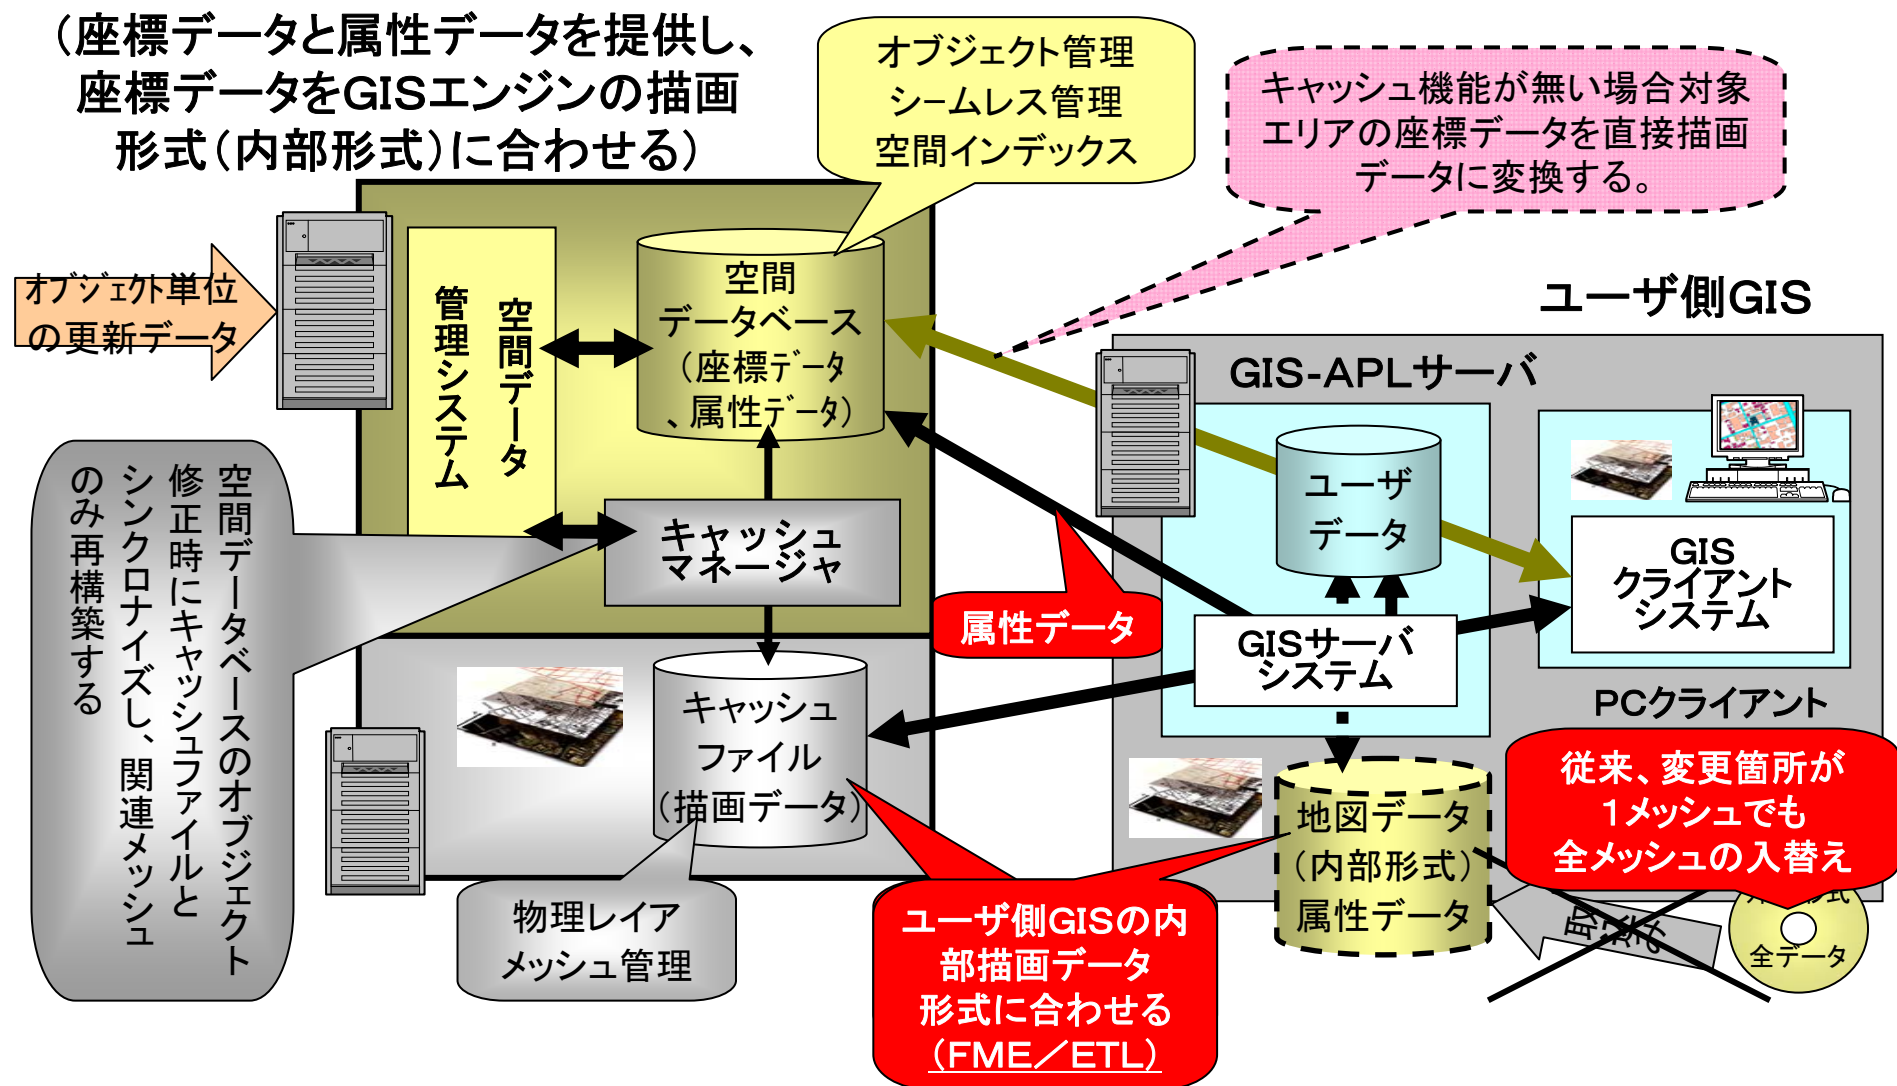 （座標データと属性データを提供し、
座標データをGISエンジンの描画
形式（内部形式）に合わせる）
オブジェクト管理
シームレス管理
空間インデックス
キャッシュ機能が無い場合対象
エリアの座標データを直接描画
データに変換する。
オブジェクト単位
の更新データ
空間データ
管理システム
空間
データベース
（座標データ
、属性データ）
キャッシュ
マネージャ
空間データベースのオブジェクト
修正時にキャッシュファイルと
シンクロナイズし、関連メッシュ
のみ再構築する
キャッシュ
ファイル
（描画データ）
物理レイア
メッシュ管理
属性データ
ユーザ側GIS
GIS-APLサーバ
ユーザ
データ
GISサーバ
システム
GIS
クライアント
システム
PCクライアント
地図データ
（内部形式）
属性データ
ユーザ側GISの内
部描画データ
形式に合わせる
（FME／ETL）
従来、変更箇所が
１メッシュでも
全メッシュの入替え
形式
全データ